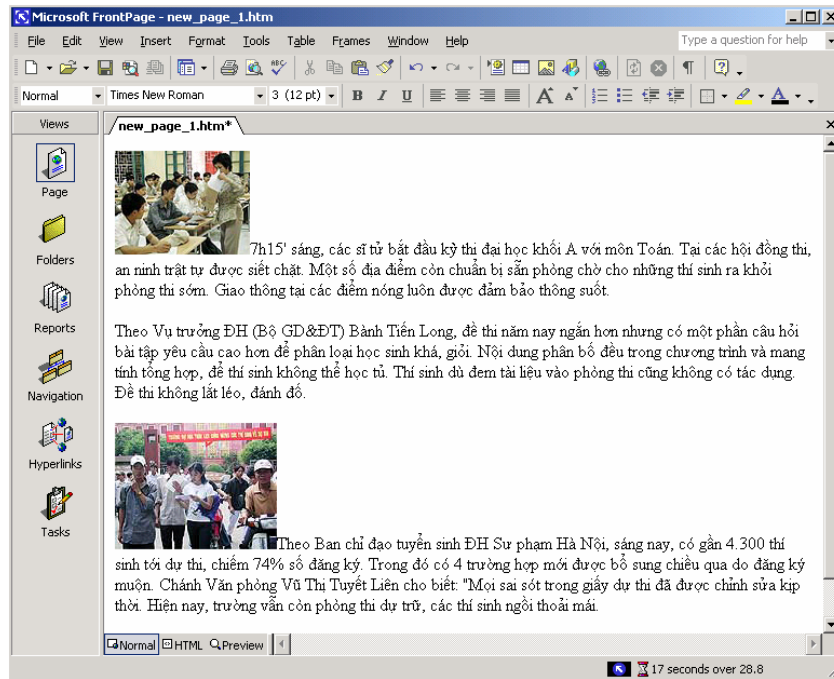 Microsoft FrontPage - new_page_1.htm
File Edit View Insert Format Tools Table Frames Window Help
Type a question for help
Normal Times New Roman 3 (12 pt) B I U A A A
Views
new_page_1.htm*
Page
Folders
Reports
Navigation
Hyperlinks
Tasks
7h15' sáng, các sĩ tử bắt đầu kỳ thi đại học khối A với môn Toán. Tại các hội đồng thi,
an ninh trật tự được siết chặt. Một số địa điểm còn chuẩn bị sẵn phòng chờ cho những thí sinh ra khỏi
phòng thi sớm. Giao thông tại các điểm nóng luôn được đảm bảo thông suốt.
Theo Vụ trưởng ĐH (Bộ GD&ĐT) Bành Tiến Long, đề thi năm nay ngắn hơn nhưng có một phần câu hỏi
bài tập yêu cầu cao hơn để phân loại học sinh khá, giỏi. Nội dung phân bố đều trong chương trình và mang
tính tổng hợp, để thí sinh không thể học tủ. Thí sinh dù đem tài liệu vào phòng thi cũng không có tác dụng.
Đề thi không lắt léo, đánh đố.
Theo Ban chỉ đạo tuyển sinh ĐH Sư phạm Hà Nội, sáng nay, có gần 4.300 thí
sinh tới dự thi, chiếm 74% số đăng ký. Trong đó có 4 trường hợp mới được bổ sung chiều qua do đăng ký
muộn. Chánh Văn phòng Vũ Thị Tuyết Liên cho biết: "Mọi sai sót trong giấy dự thi đã được chỉnh sửa kịp
thời. Hiện nay, trường vẫn còn phòng thi dự trữ, các thí sinh ngồi thoải mái.
Normal HTML Preview
17 seconds over 28.8